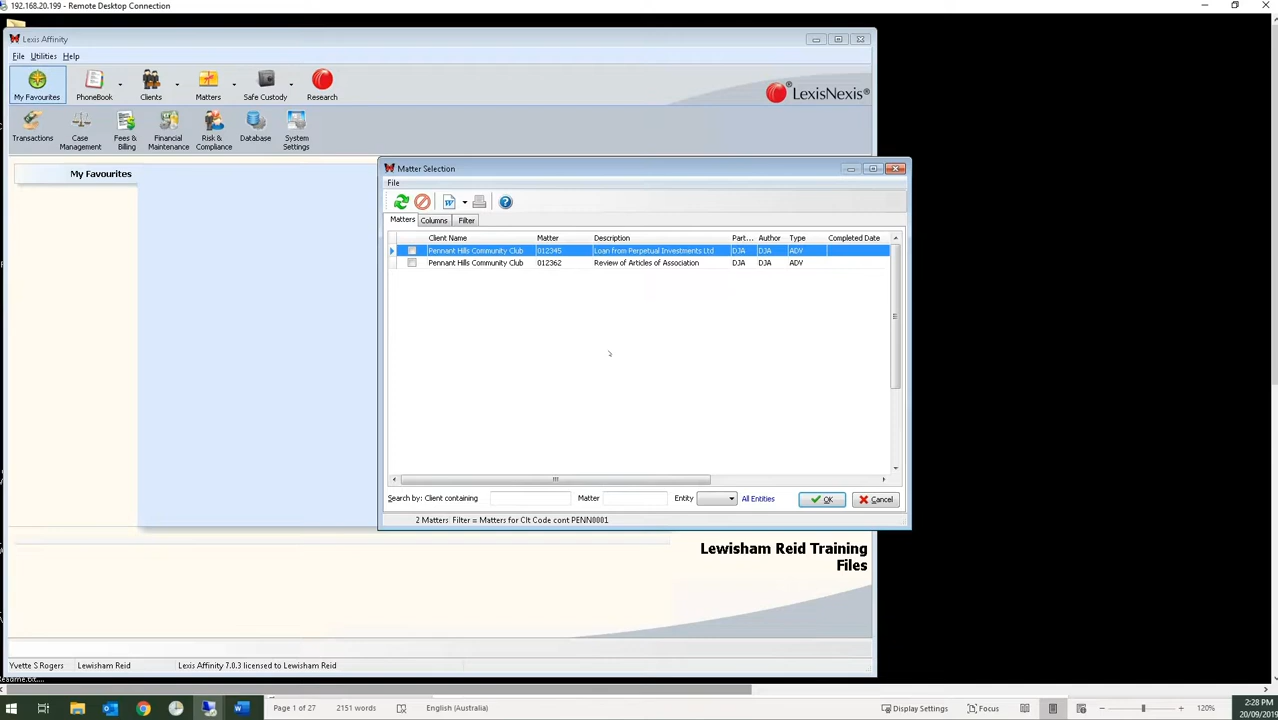 192.168.20.199 - Remote Desktop Connection
Lexis Affinity
File Utilities Help
My Favourites PhoneBook Clients Matters Safe Custody Research
LexisNexis®
Transactions Case Management Fees & Billing Financial Maintenance Risk & Compliance Database System Settings
My Favourites
Matter Selection
File
Matters Columns Filter
Client Name Matter Description Part... Author Type Completed Date
Pennant Hills Community Club 012345 Loan from Perpetual Investments Ltd DJA DJA ADV
Pennant Hills Community Club 012362 Review of Articles of Association DJA DJA ADV
Search by: Client containing Matter Entity All Entities OK Cancel
2 Matters Filter = Matters for Clt Code cont PENN0001
Lewisham Reid Training
Files
Yvette S Rogers Lewisham Reid Lexis Affinity 7.0.3 licensed to Lewisham Reid
Readme.txt....
Page 1 of 27 2151 words English (Australia) Display Settings Focus 120% 2:28 PM
20/09/2019